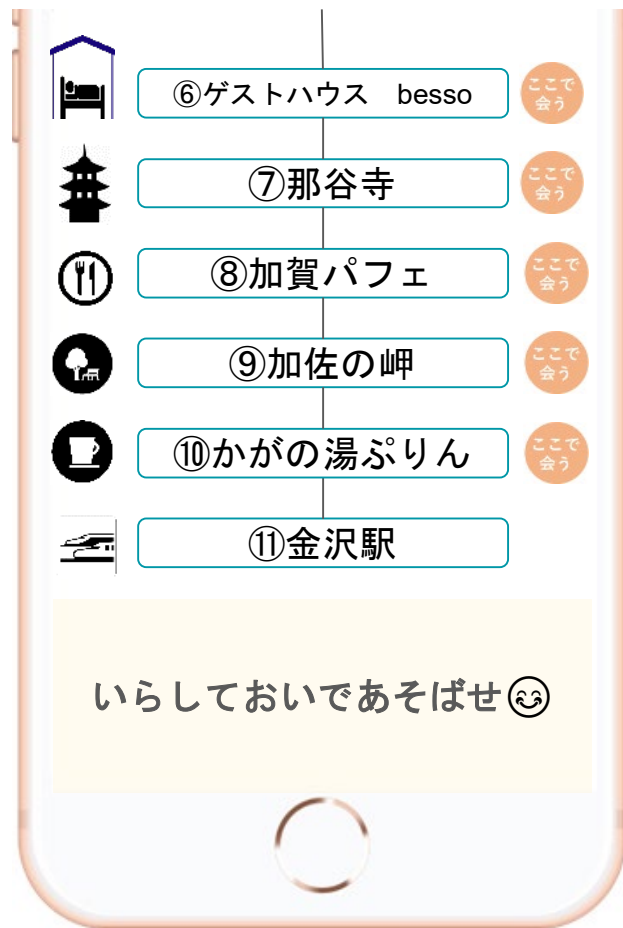 ⑥ゲストハウス　besso
ここで
会う
⑦那谷寺
ここで
会う
⑧加賀パフェ
ここで
会う
⑨加佐の岬
ここで
会う
⑩かがの湯ぷりん
ここで
会う
⑪金沢駅
いらしておいであそばせ😊